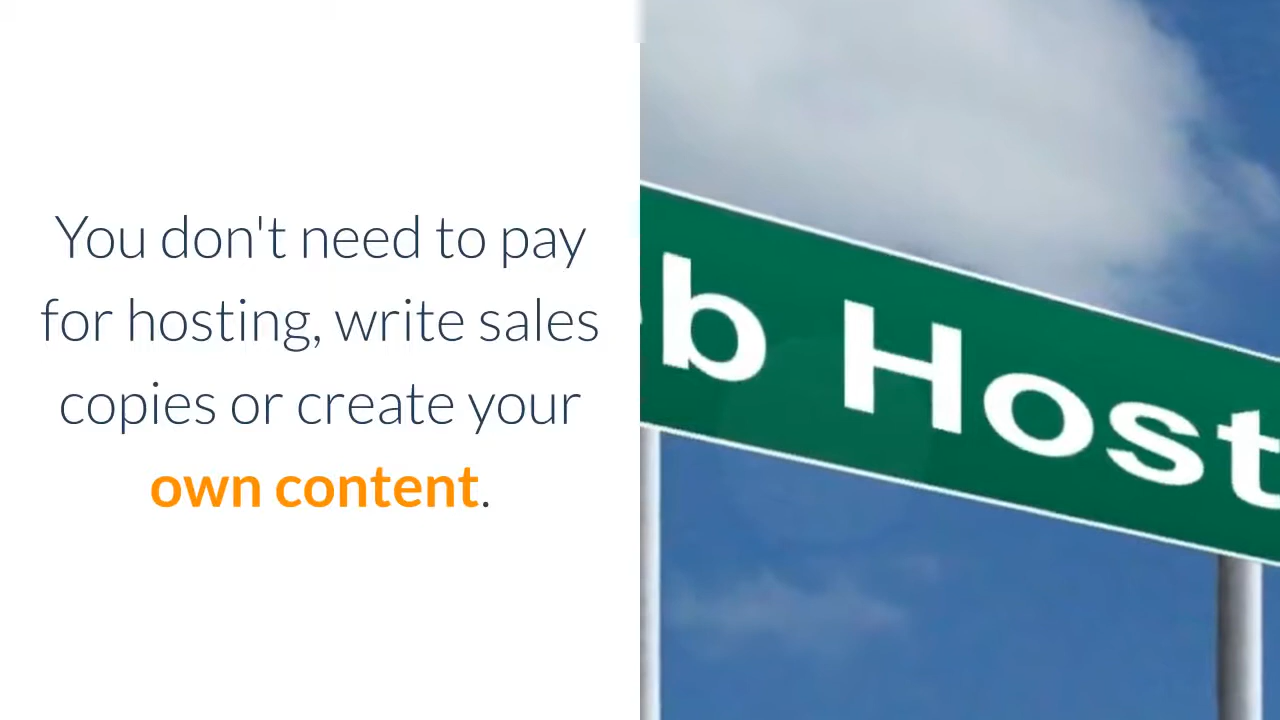 You don't need to pay
for hosting, write sales
copies or create your
own content.
b Host